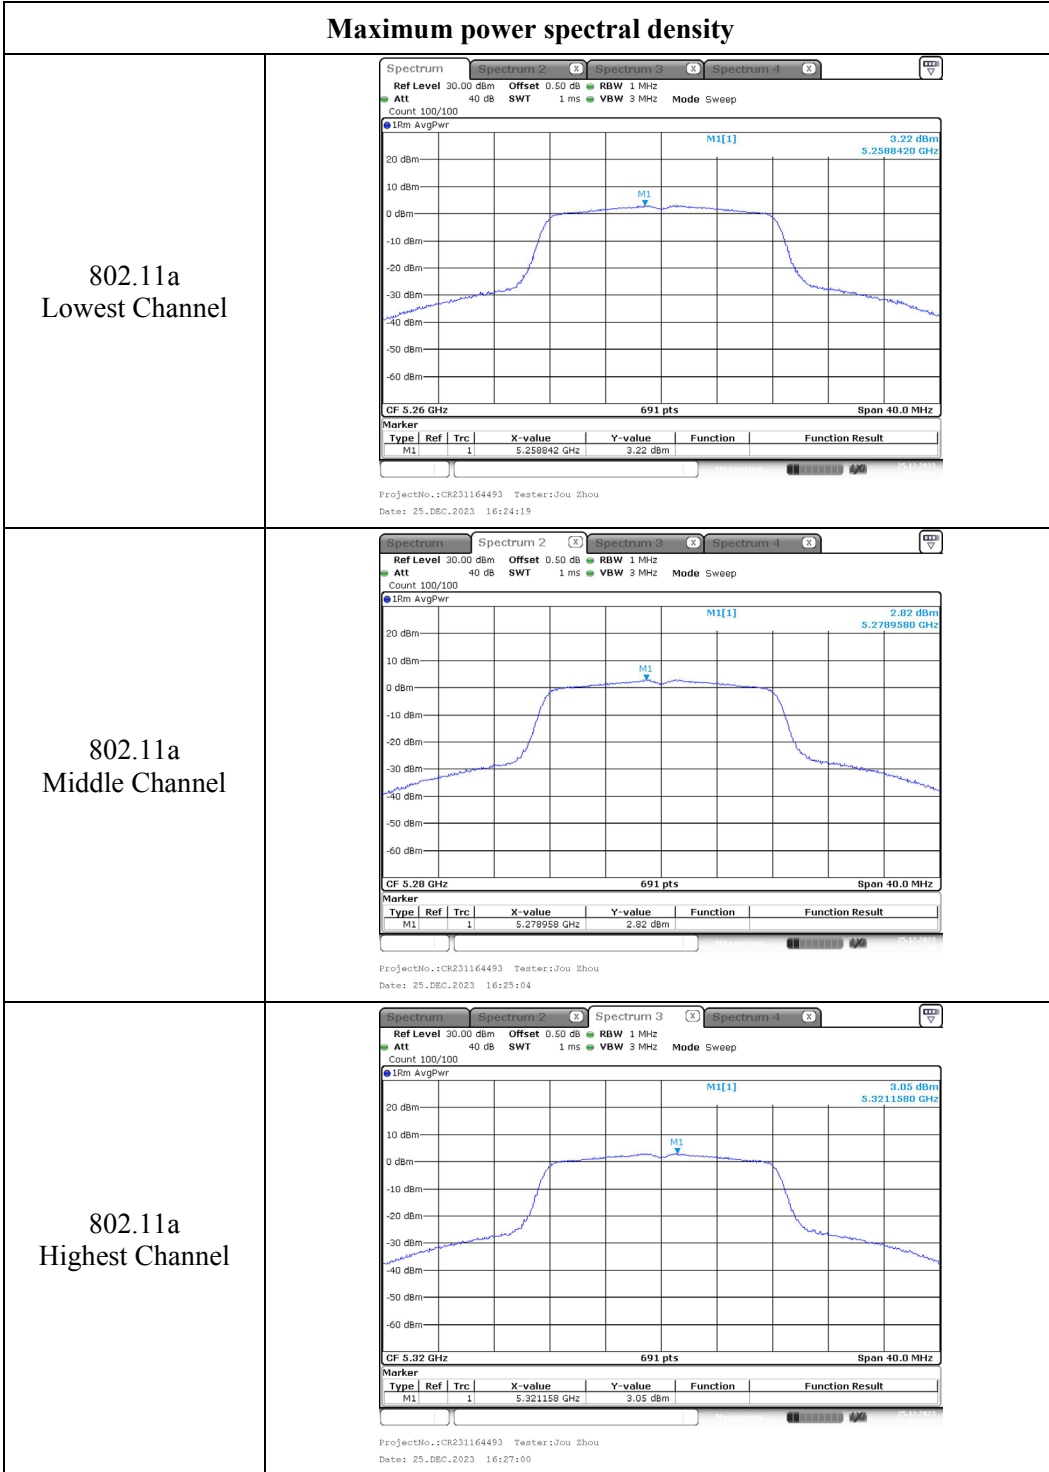 Maximum power spectral density
802.11a
Lowest Channel
Spectrum Spectrum 2 X Spectrum 3 X Spectrum 4 X
Ref Level 30.00 dBm Offset 0.50 dB RBW 1 MHz
Att 40 dB SWT 1 ms VBW 3 MHz Mode Sweep
Count 100/100
1Rm AvgPwr
M1[1] 3.22 dBm
5.2588420 GHz
20 dBm
10 dBm
M1
0 dBm
-10 dBm
-20 dBm
-30 dBm
-40 dBm
-50 dBm
-60 dBm
CF 5.26 GHz 691 pts Span 40.0 MHz
Marker
Type Ref Trc X-value Y-value Function Function Result
M1 1 5.258842 GHz 3.22 dBm
Measuring 25.12.2023
ProjectNo.:CR231164493 Tester:Jou Zhou
Date: 25.DEC.2023 16:24:19
802.11a
Middle Channel
Spectrum Spectrum 2 X Spectrum 3 X Spectrum 4 X
Ref Level 30.00 dBm Offset 0.50 dB RBW 1 MHz
Att 40 dB SWT 1 ms VBW 3 MHz Mode Sweep
Count 100/100
1Rm AvgPwr
M1[1] 2.82 dBm
5.2789580 GHz
20 dBm
10 dBm
M1
0 dBm
-10 dBm
-20 dBm
-30 dBm
-40 dBm
-50 dBm
-60 dBm
CF 5.28 GHz 691 pts Span 40.0 MHz
Marker
Type Ref Trc X-value Y-value Function Function Result
M1 1 5.278958 GHz 2.82 dBm
Measuring 25.12.2023
ProjectNo.:CR231164493 Tester:Jou Zhou
Date: 25.DEC.2023 16:25:04
802.11a
Highest Channel
Spectrum Spectrum 2 X Spectrum 3 X Spectrum 4 X
Ref Level 30.00 dBm Offset 0.50 dB RBW 1 MHz
Att 40 dB SWT 1 ms VBW 3 MHz Mode Sweep
Count 100/100
1Rm AvgPwr
M1[1] 3.05 dBm
5.3211580 GHz
20 dBm
10 dBm
M1
0 dBm
-10 dBm
-20 dBm
-30 dBm
-40 dBm
-50 dBm
-60 dBm
CF 5.32 GHz 691 pts Span 40.0 MHz
Marker
Type Ref Trc X-value Y-value Function Function Result
M1 1 5.321158 GHz 3.05 dBm
ProjectNo.:CR231164493 Tester:Jou Zhou
Date: 25.DEC.2023 16:27:00